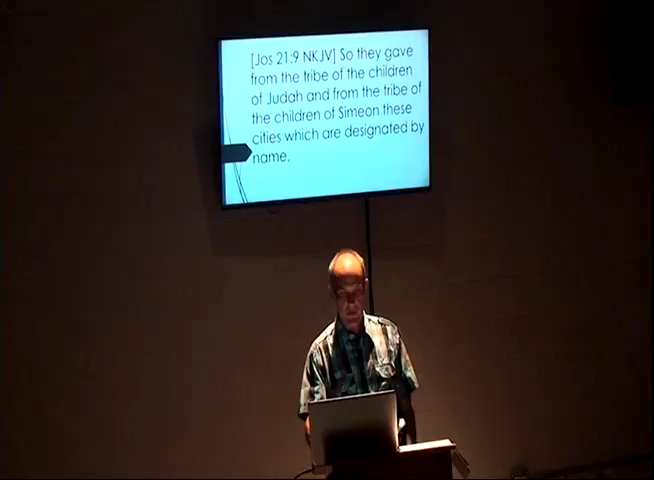 [Jos 21:9 NKJV] So they gave
from the tribe of the children
of Judah and from the tribe of
the children of Simeon these
cities which are designated by
name.